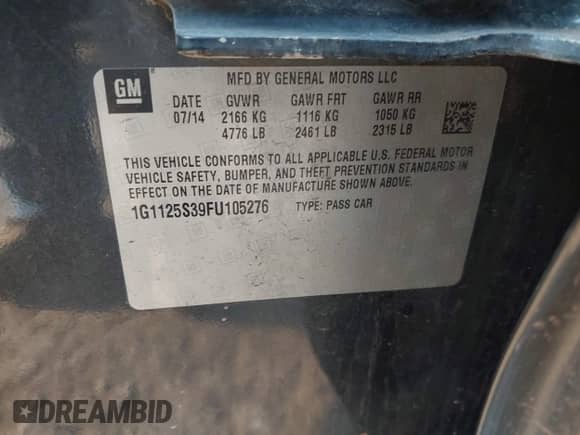 GM
MFD BY GENERAL MOTORS LLC
DATE GVWR GAWR FRT GAWR RR
07/14 2166 KG 1116 KG 1050 KG
4776 LB 2461 LB 2315 LB
THIS VEHICLE CONFORMS TO ALL APPLICABLE U.S. FEDERAL MOTOR
VEHICLE SAFETY, BUMPER, AND THEFT PREVENTION STANDARDS IN
EFFECT ON THE DATE OF MANUFACTURE SHOWN ABOVE.
1G1125S39FU105276 TYPE: PASS CAR
DREAMBID